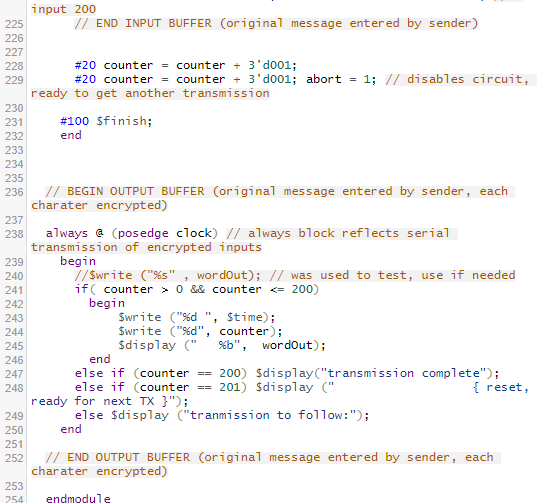 input 200
225 // END INPUT BUFFER (original message entered by sender)
226
227
228 #20 counter = counter + 3'd001;
229 #20 counter = counter + 3'd001; abort = 1; // disables circuit,
ready to get another transmission
230
231 #100 $finish;
232 end
233
234
235
236 // BEGIN OUTPUT BUFFER (original message entered by sender, each
charater encrypted)
237
238 always @ (posedge clock) // always block reflects serial
transmission of encrypted inputs
239 begin
240 //$write ("%s" , wordOut); // was used to test, use if needed
241 if( counter > 0 && counter <= 200)
242 begin
243 $write ("%d ", $time);
244 $write ("%d", counter);
245 $display ("   %b",  wordOut);
246 end
247 else if (counter == 200) $display("transmission complete");
248 else if (counter == 201) $display ("                    { reset,
ready for next TX }");
249 else $display ("tranmission to follow:");
250 end
251
252 // END OUTPUT BUFFER (original message entered by sender, each
charater encrypted)
253
254 endmodule